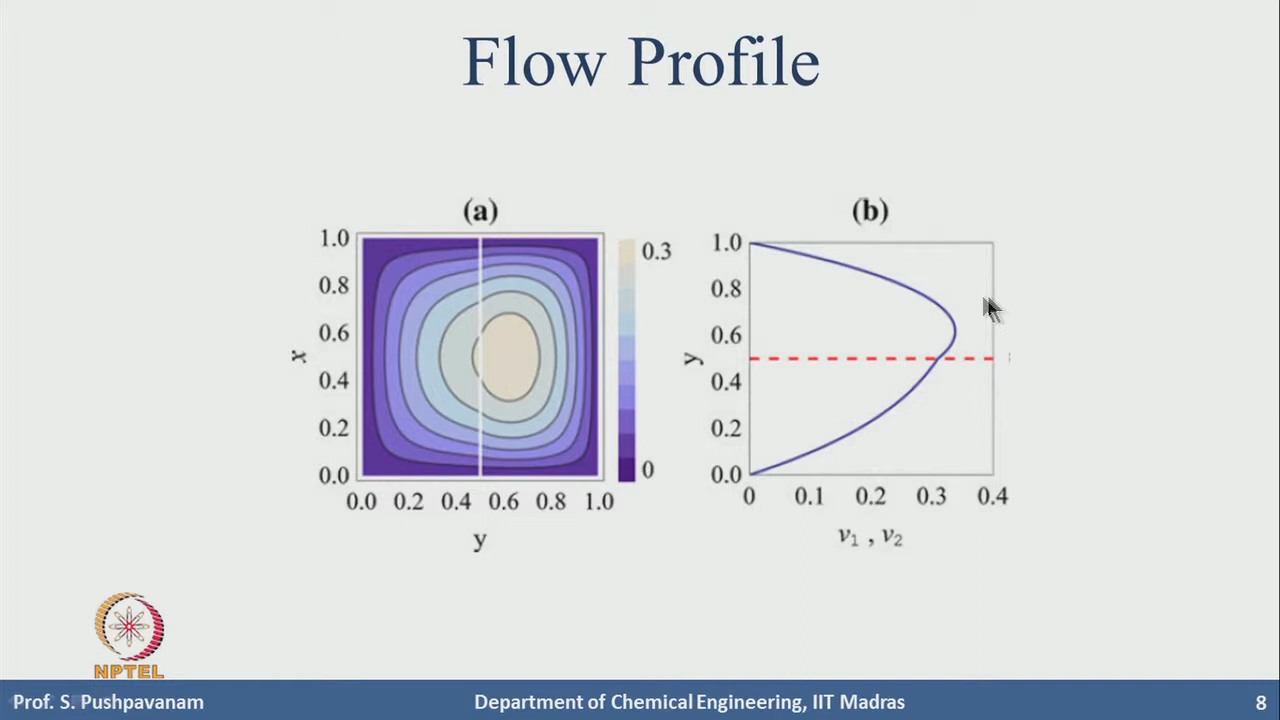 Flow Profile
(a)
(b)
1.0
0.8
0.6
0.4
0.2
0.0
x
0.0 0.2 0.4 0.6 0.8 1.0
y
0.3
0
1.0
0.8
0.6
0.4
0.2
0.0
y
0 0.1 0.2 0.3 0.4
v₁ , v₂
NPTEL
Prof. S. Pushpavanam
Department of Chemical Engineering, IIT Madras
8